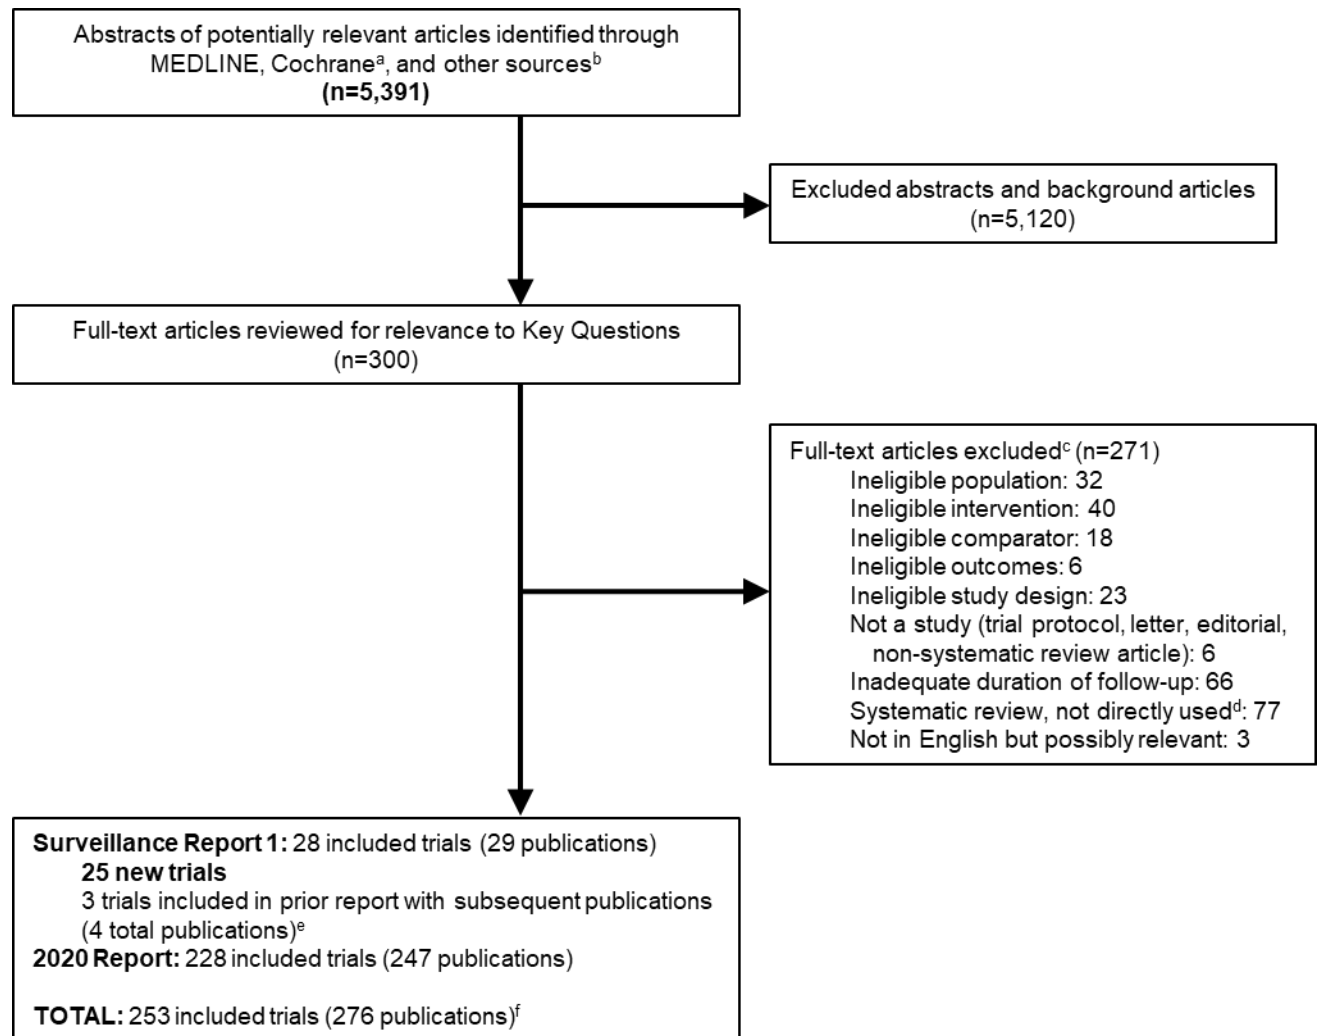 Abstracts of potentially relevant articles identified through
MEDLINE, Cochraneᵃ, and other sourcesᵇ
(n=5,391)
Excluded abstracts and background articles
(n=5,120)
Full-text articles reviewed for relevance to Key Questions
(n=300)
Full-text articles excludedᶜ (n=271)
Ineligible population: 32
Ineligible intervention: 40
Ineligible comparator: 18
Ineligible outcomes: 6
Ineligible study design: 23
Not a study (trial protocol, letter, editorial,
non-systematic review article): 6
Inadequate duration of follow-up: 66
Systematic review, not directly usedᵈ: 77
Not in English but possibly relevant: 3
Surveillance Report 1: 28 included trials (29 publications)
25 new trials
3 trials included in prior report with subsequent publications
(4 total publications)ᵉ
2020 Report: 228 included trials (247 publications)
TOTAL: 253 included trials (276 publications)ᶠ